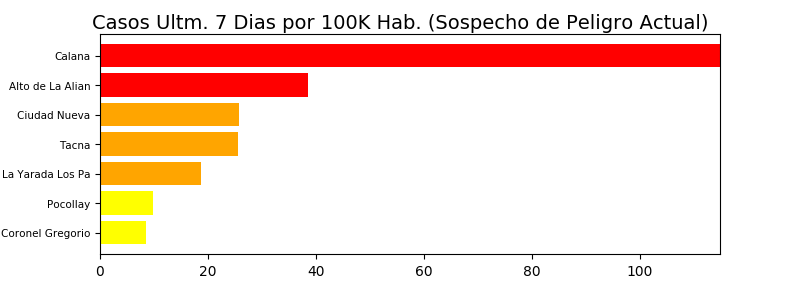 Casos Ultm. 7 Dias por 100K Hab. (Sospecho de Peligro Actual)
Calana
Alto de La Alian
Ciudad Nueva
Tacna
La Yarada Los Pa
Pocollay
Coronel Gregorio
0 20 40 60 80 100